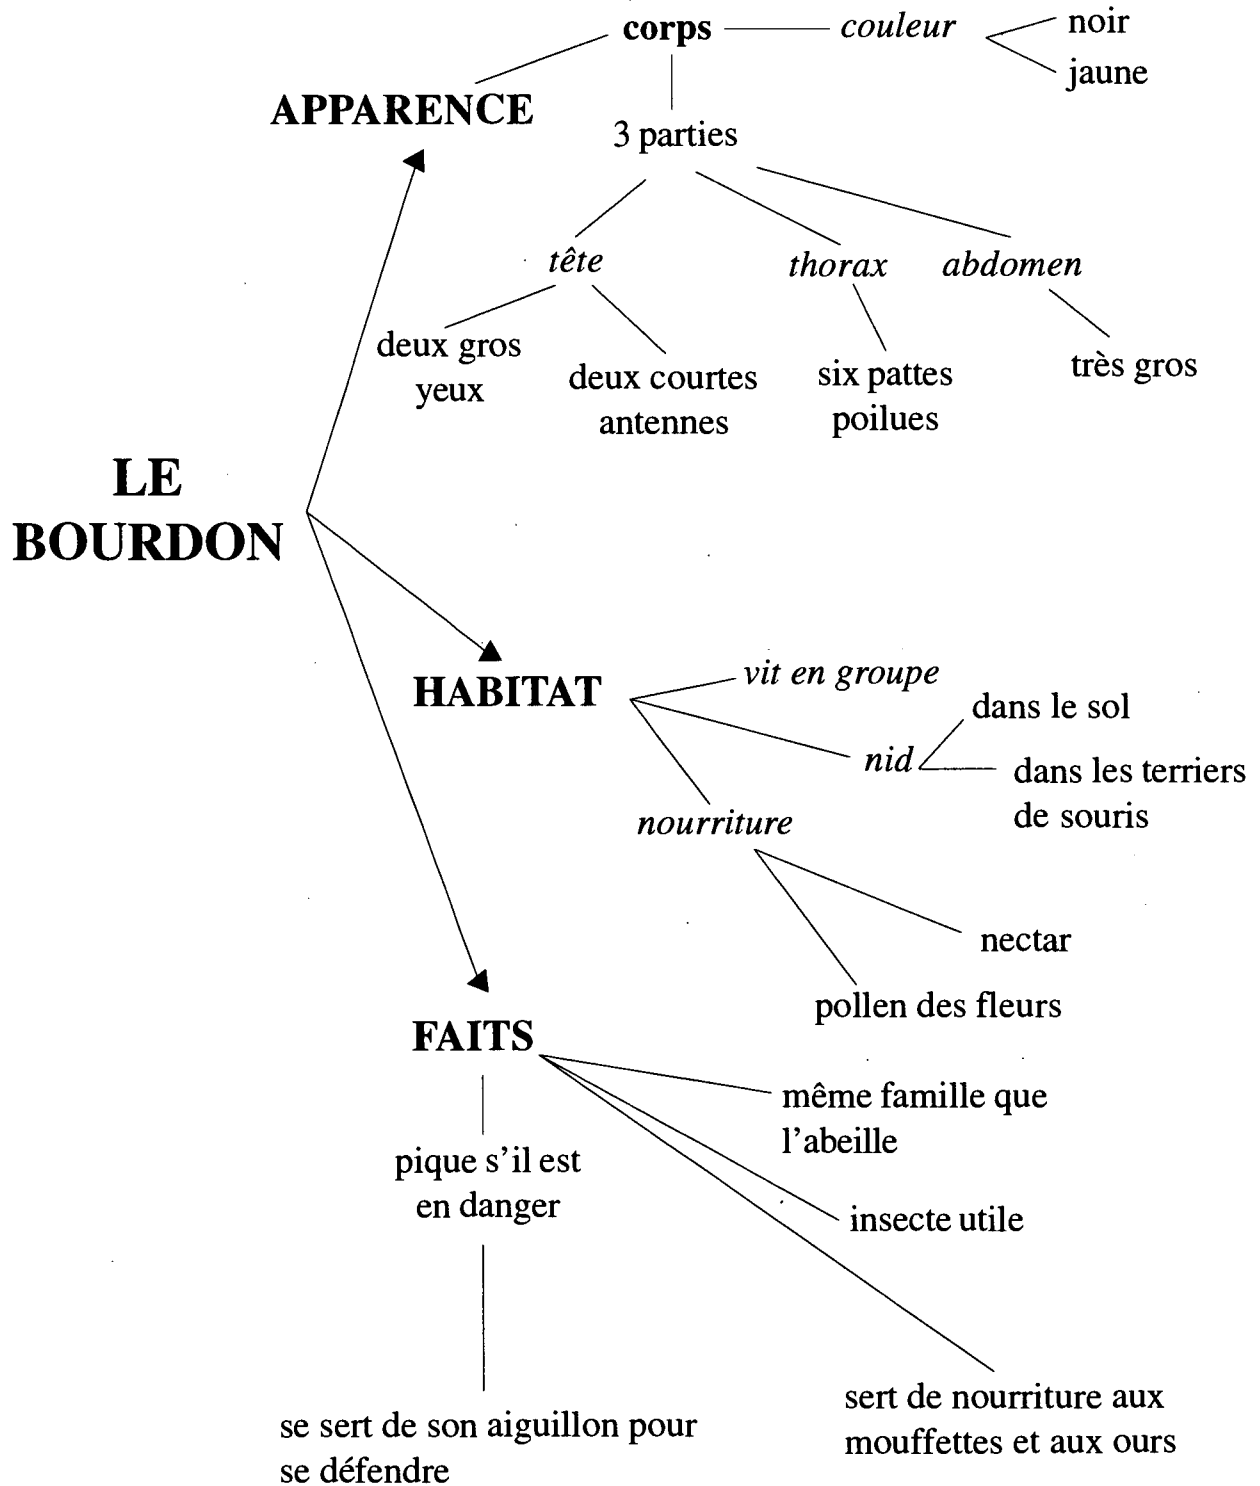 corps
couleur
noir
jaune
APPARENCE
3 parties
tête
thorax
abdomen
deux gros
yeux
deux courtes
antennes
six pattes
poilues
très gros
LE
BOURDON
HABITAT
vit en groupe
nid
dans le sol
dans les terriers
de souris
nourriture
nectar
pollen des fleurs
FAITS
même famille que
l'abeille
pique s'il est
en danger
insecte utile
se sert de son aiguillon pour
se défendre
sert de nourriture aux
mouffettes et aux ours